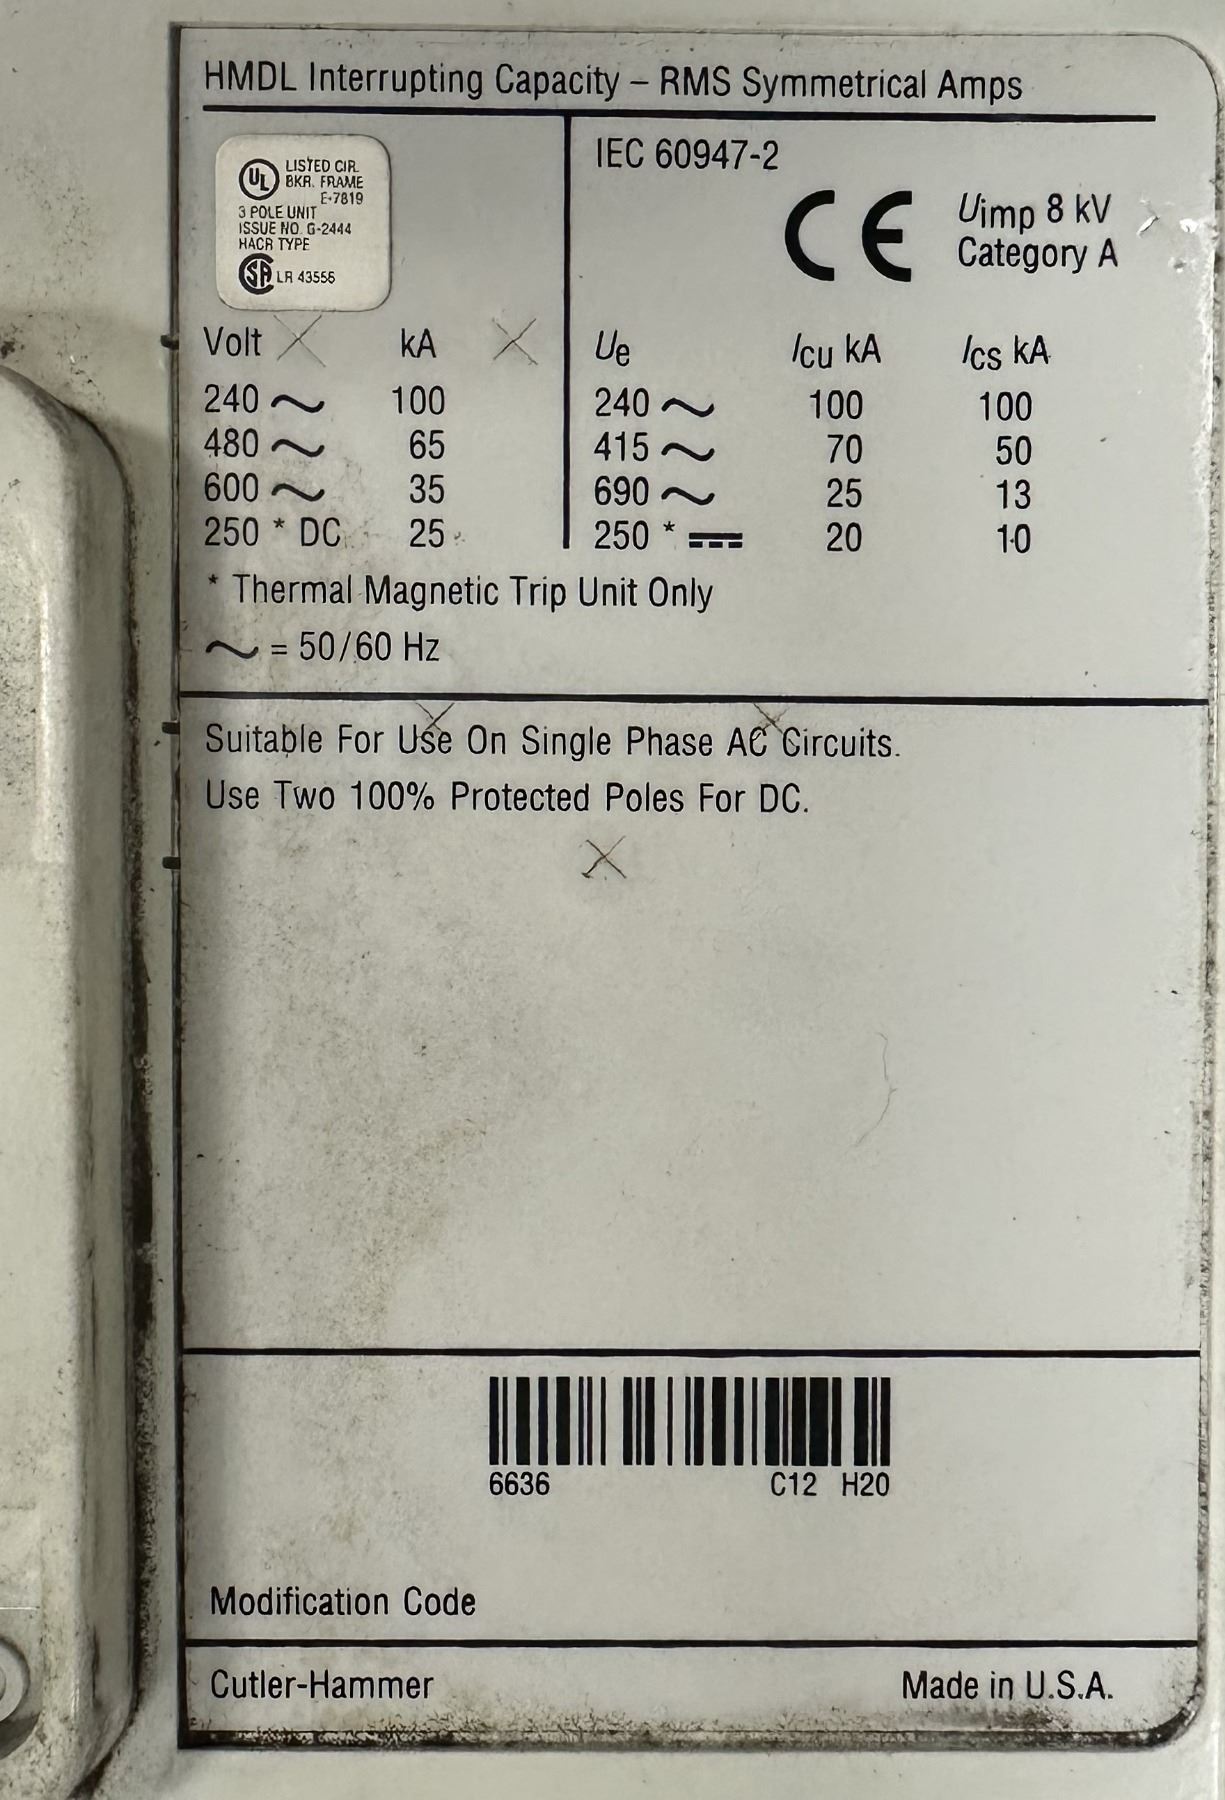 HMDL Interrupting Capacity – RMS Symmetrical Amps
UL LISTED CIR.
BKR. FRAME
E-7819
3 POLE UNIT
ISSUE NO. G-2444
HACR TYPE
SA LR 43556
IEC 60947-2
CE
Uimp 8 kV
Category A
Volt kA
240 ~ 100
480 ~ 65
600 ~ 35
250 * DC 25
Ue Icu kA Ics kA
240 ~ 100 100
415 ~ 70 50
690 ~ 25 13
250 * ⎓ 20 10
* Thermal Magnetic Trip Unit Only
~ = 50/60 Hz
Suitable For Use On Single Phase AC Circuits.
Use Two 100% Protected Poles For DC.
6636 C12 H20
Modification Code
Cutler-Hammer Made in U.S.A.